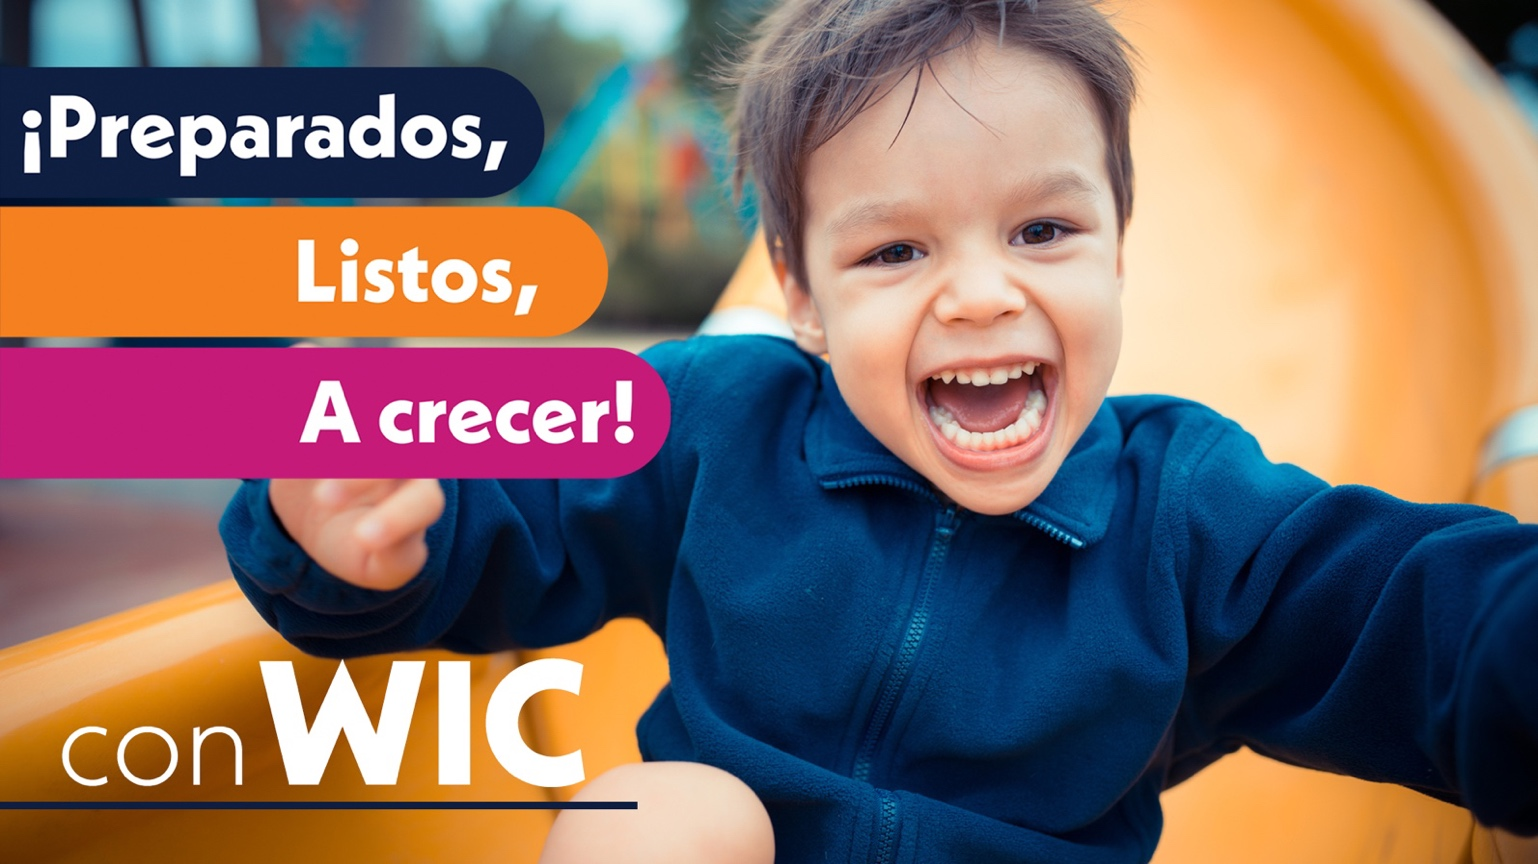 ¡Preparados,
Listos,
A crecer!
con WIC